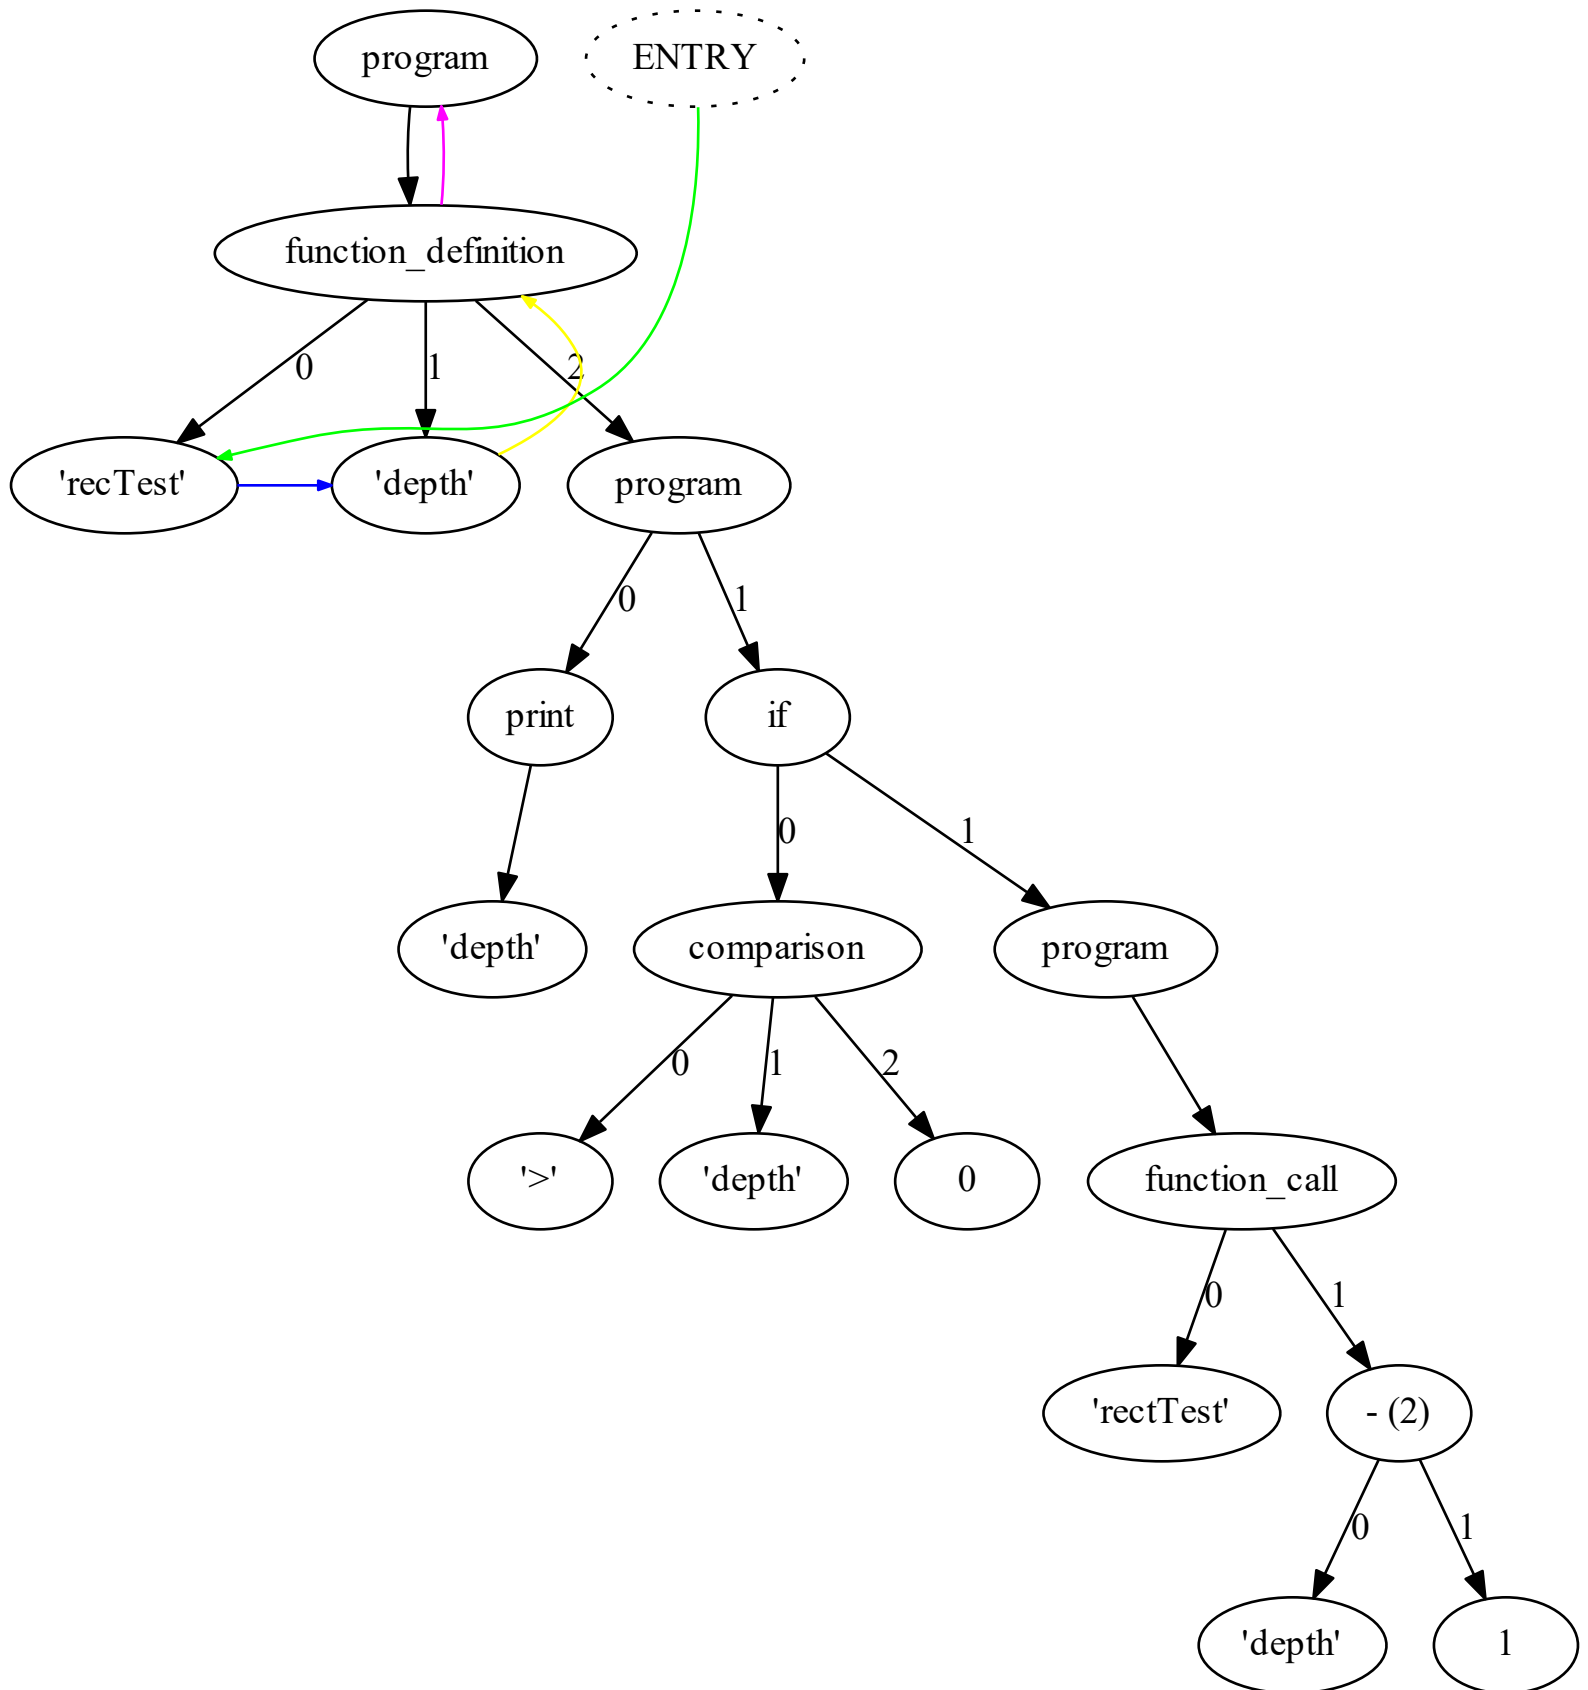 program
ENTRY
function_definition
0
1
2
'recTest'
'depth'
program
0
1
print
if
0
1
'depth'
comparison
program
0
1
2
'>'
'depth'
0
function_call
0
1
'rectTest'
- (2)
0
1
'depth'
1